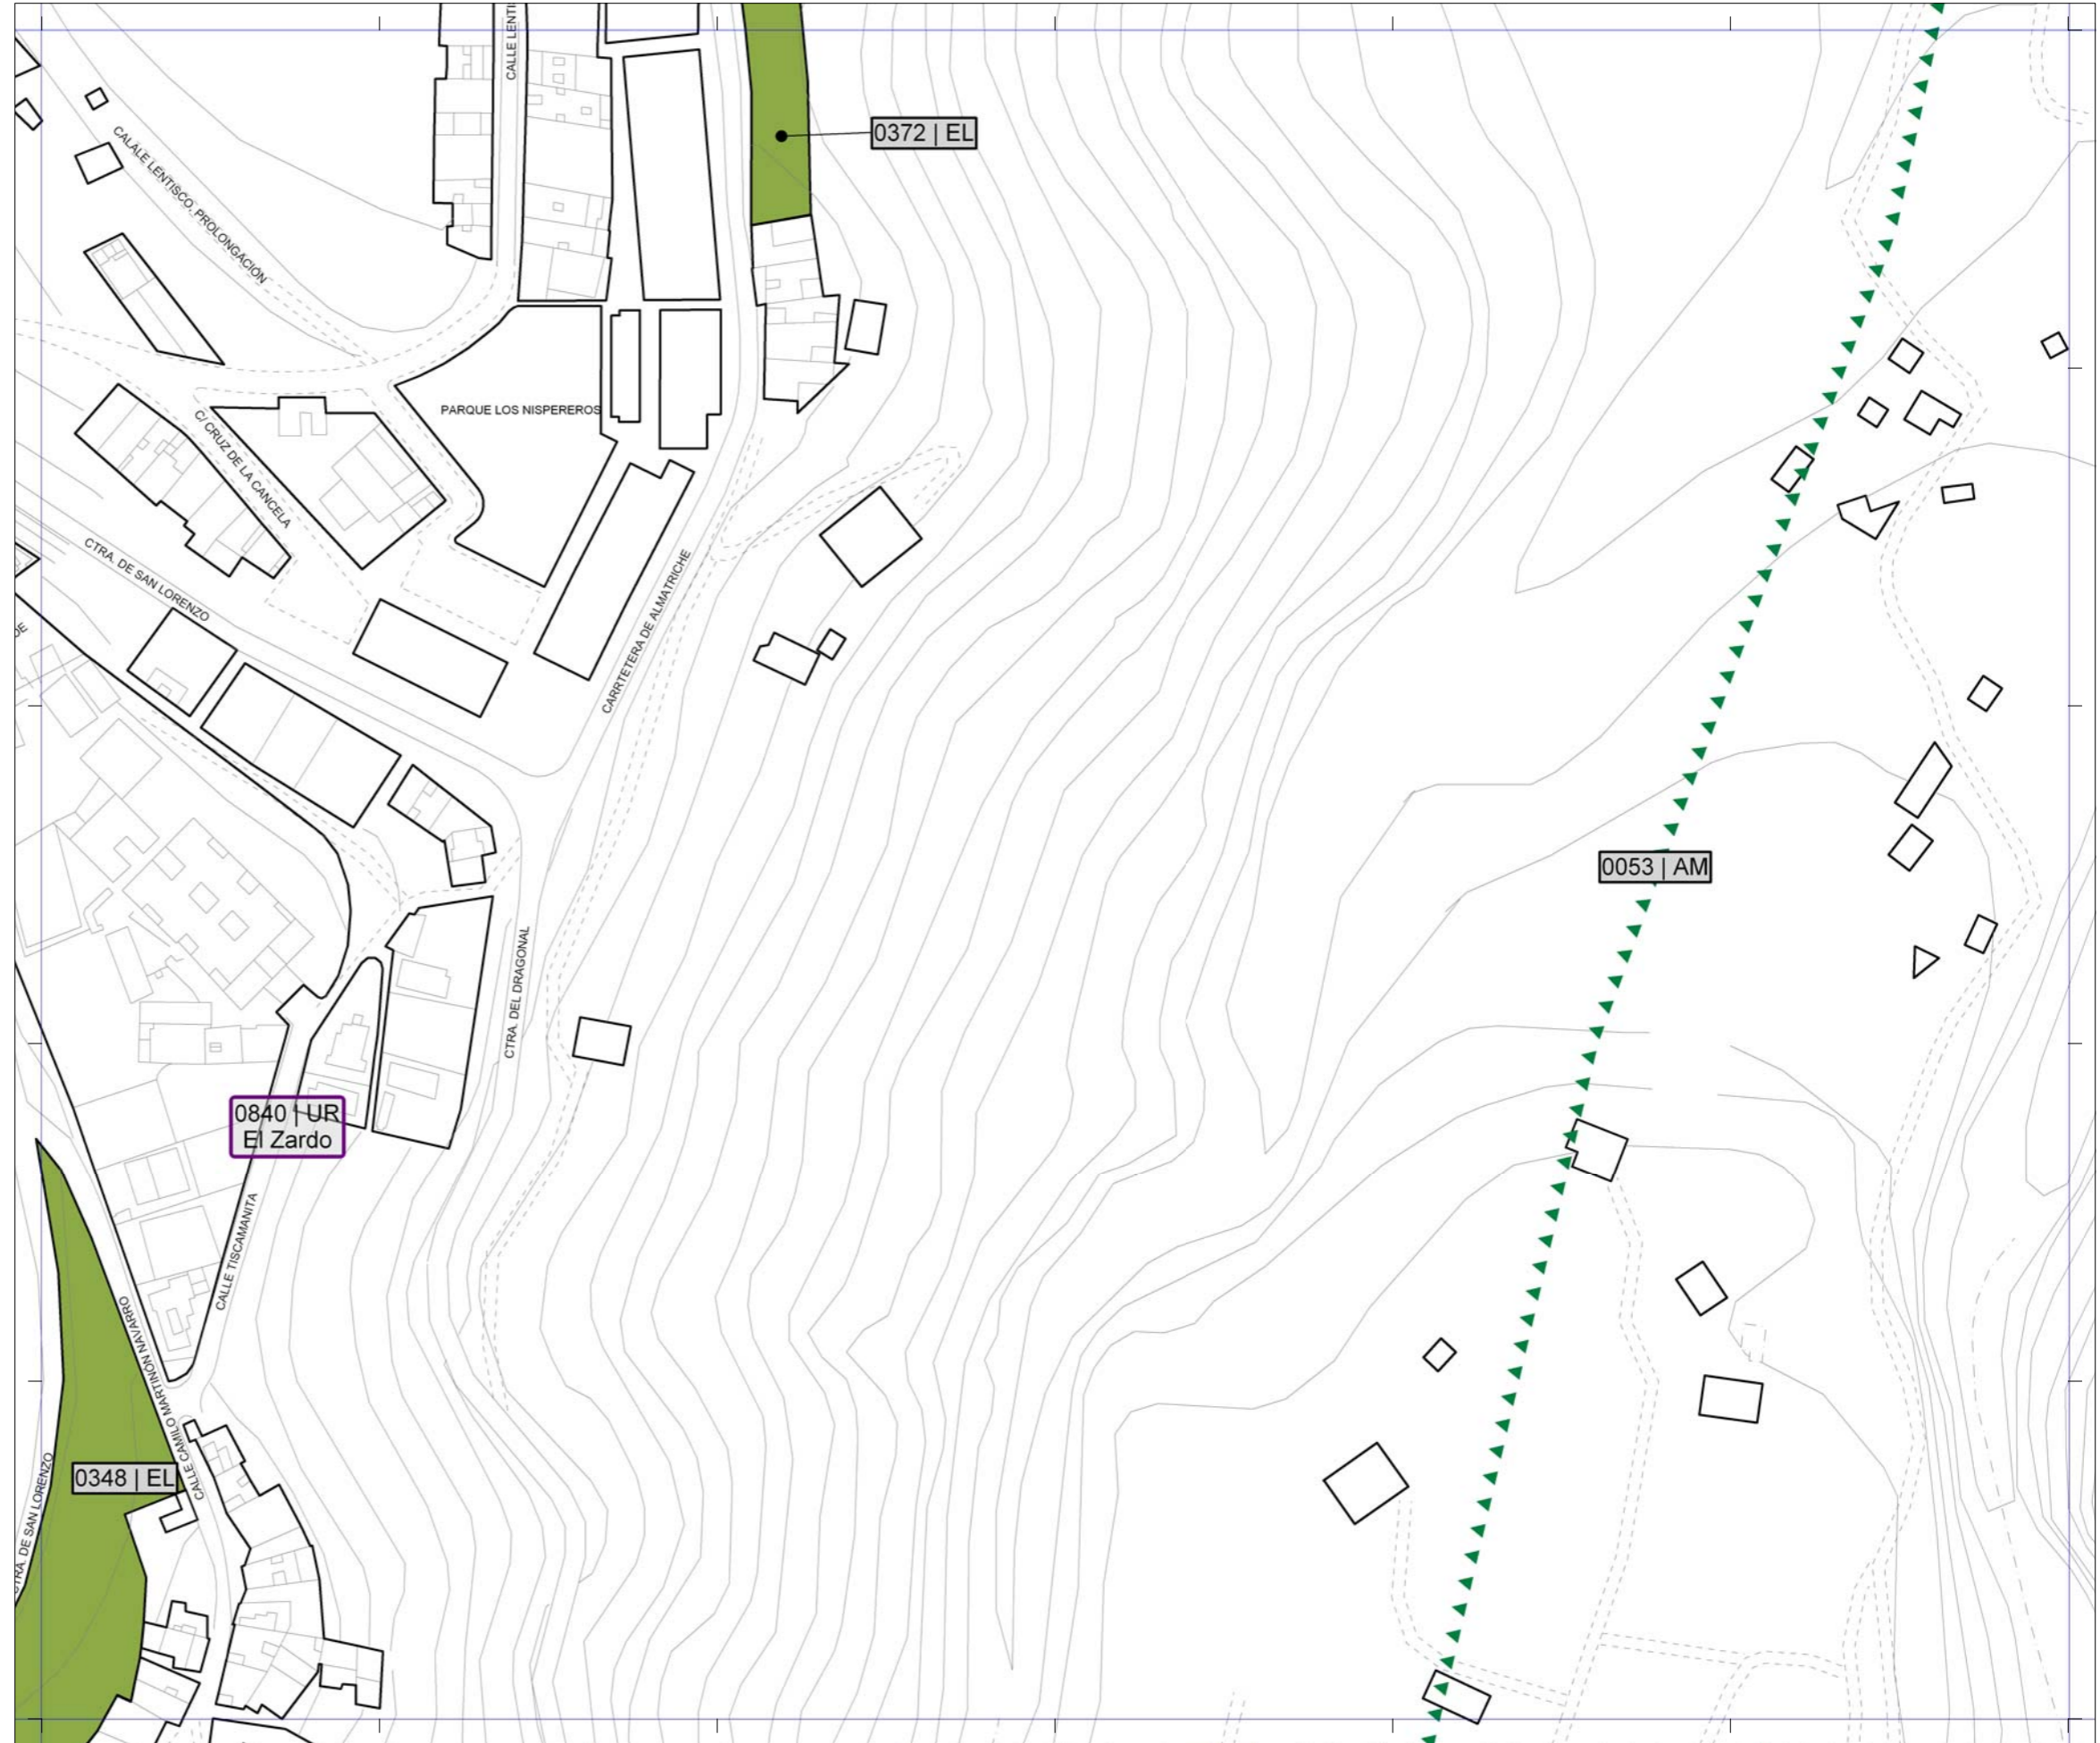 CALLE LENTI
0372 | EL
CALALE LENTISCO, PROLONGACIÓN
PARQUE LOS NISPEREROS
C/ CRUZ DE LA CANCELA
CTRA. DE SAN LORENZO
CARRTETERA DE ALMATRICHE
DE
0053 | AM
CTRA. DEL DRAGONAL
0840 | UR
El Zardo
CALLE TISCAMANITA
CALLE CAMILO MARTINÓN NAVARRO
0348 | EL
CTRA. DE SAN LORENZO